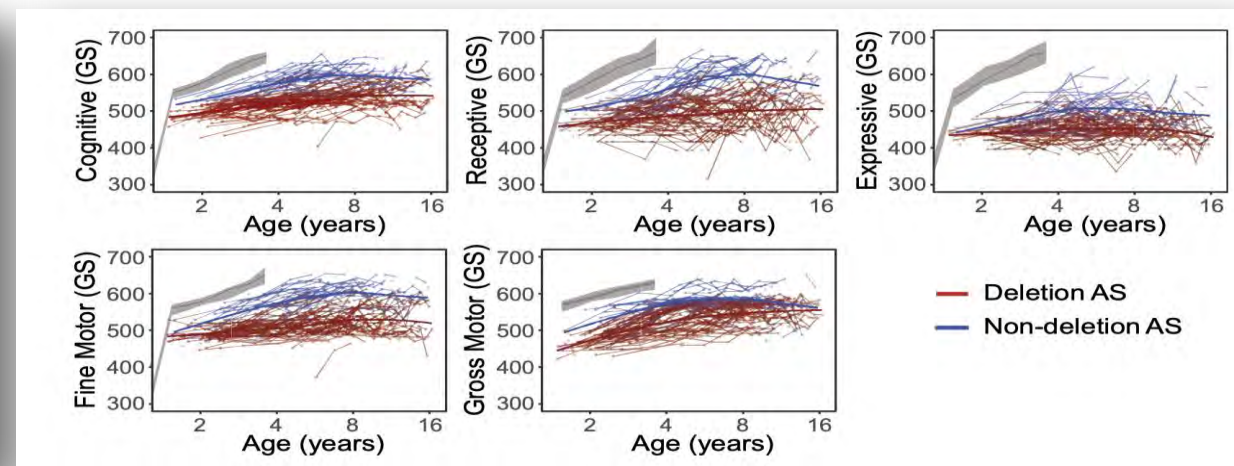 Cognitive (GS)
700
600
500
400
300
2 4 8 16
Age (years)
Receptive (GS)
700
600
500
400
300
2 4 8 16
Age (years)
Expressive (GS)
700
600
500
400
300
2 4 8 16
Age (years)
Fine Motor (GS)
700
600
500
400
300
2 4 8 16
Age (years)
Gross Motor (GS)
700
600
500
400
300
2 4 8 16
Age (years)
Deletion AS
Non-deletion AS